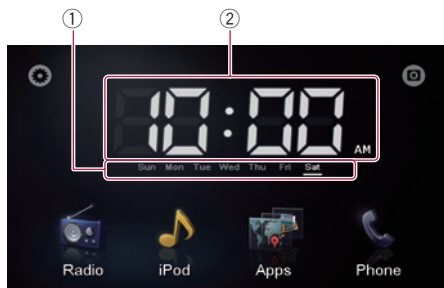 ① ②
10:00 AM
Sun Mon Tue Wed Thu Fri Sat
Radio iPod Apps Phone